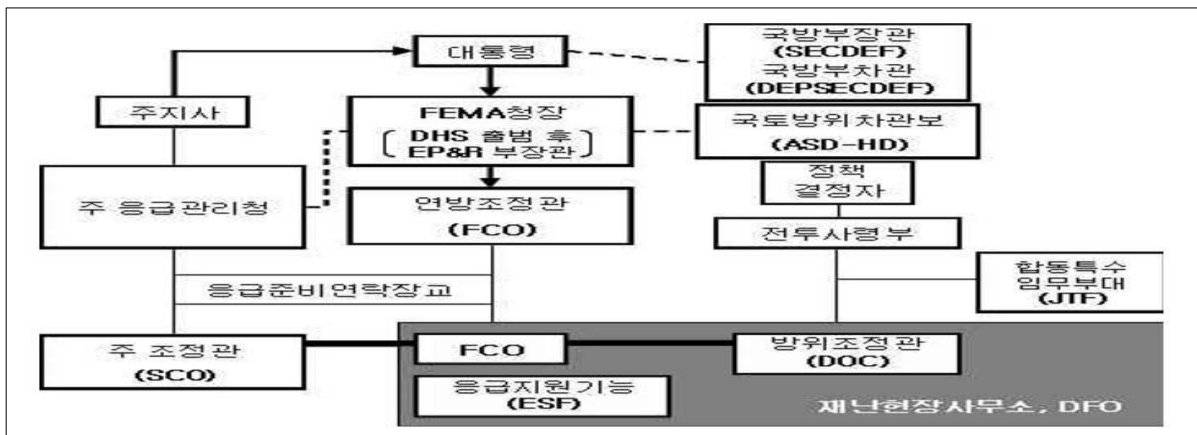 대통령
국방부장관
(SECDEF)
국방부차관
(DEPSECDEF)
주지사
FEMA청장
DHS 출범 후
EP&R 부장관
국토방위차관보
(ASD-HD)
주 응급관리청
연방조정관
(FCO)
정책
결정자
전투사령부
응급준비연락장교
합동특수
임무부대
(JTF)
주 조정관
(SCO)
FCO
방위조정관
(DOC)
응급지원기능
(ESF)
재난현장사무소, DFO